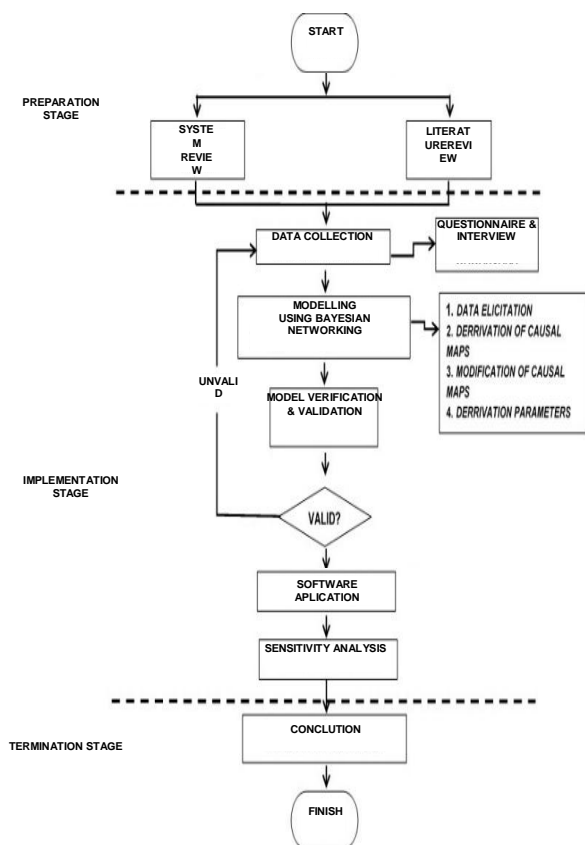 START
PREPARATION
STAGE
SYSTE
M
REVIE
W
LITERAT
UREREVI
EW
DATA COLLECTION
QUESTIONNAIRE &
INTERVIEW
MODELLING
USING BAYESIAN
NETWORKING
1. DATA ELICITATION
2. DERRIVATION OF CAUSAL
MAPS
3. MODIFICATION OF CAUSAL
MAPS
4. DERRIVATION PARAMETERS
UNVALI
D
MODEL VERIFICATION
& VALIDATION
IMPLEMENTATION
STAGE
VALID?
SOFTWARE
APLICATION
SENSITIVITY ANALYSIS
TERMINATION STAGE
CONCLUTION
FINISH